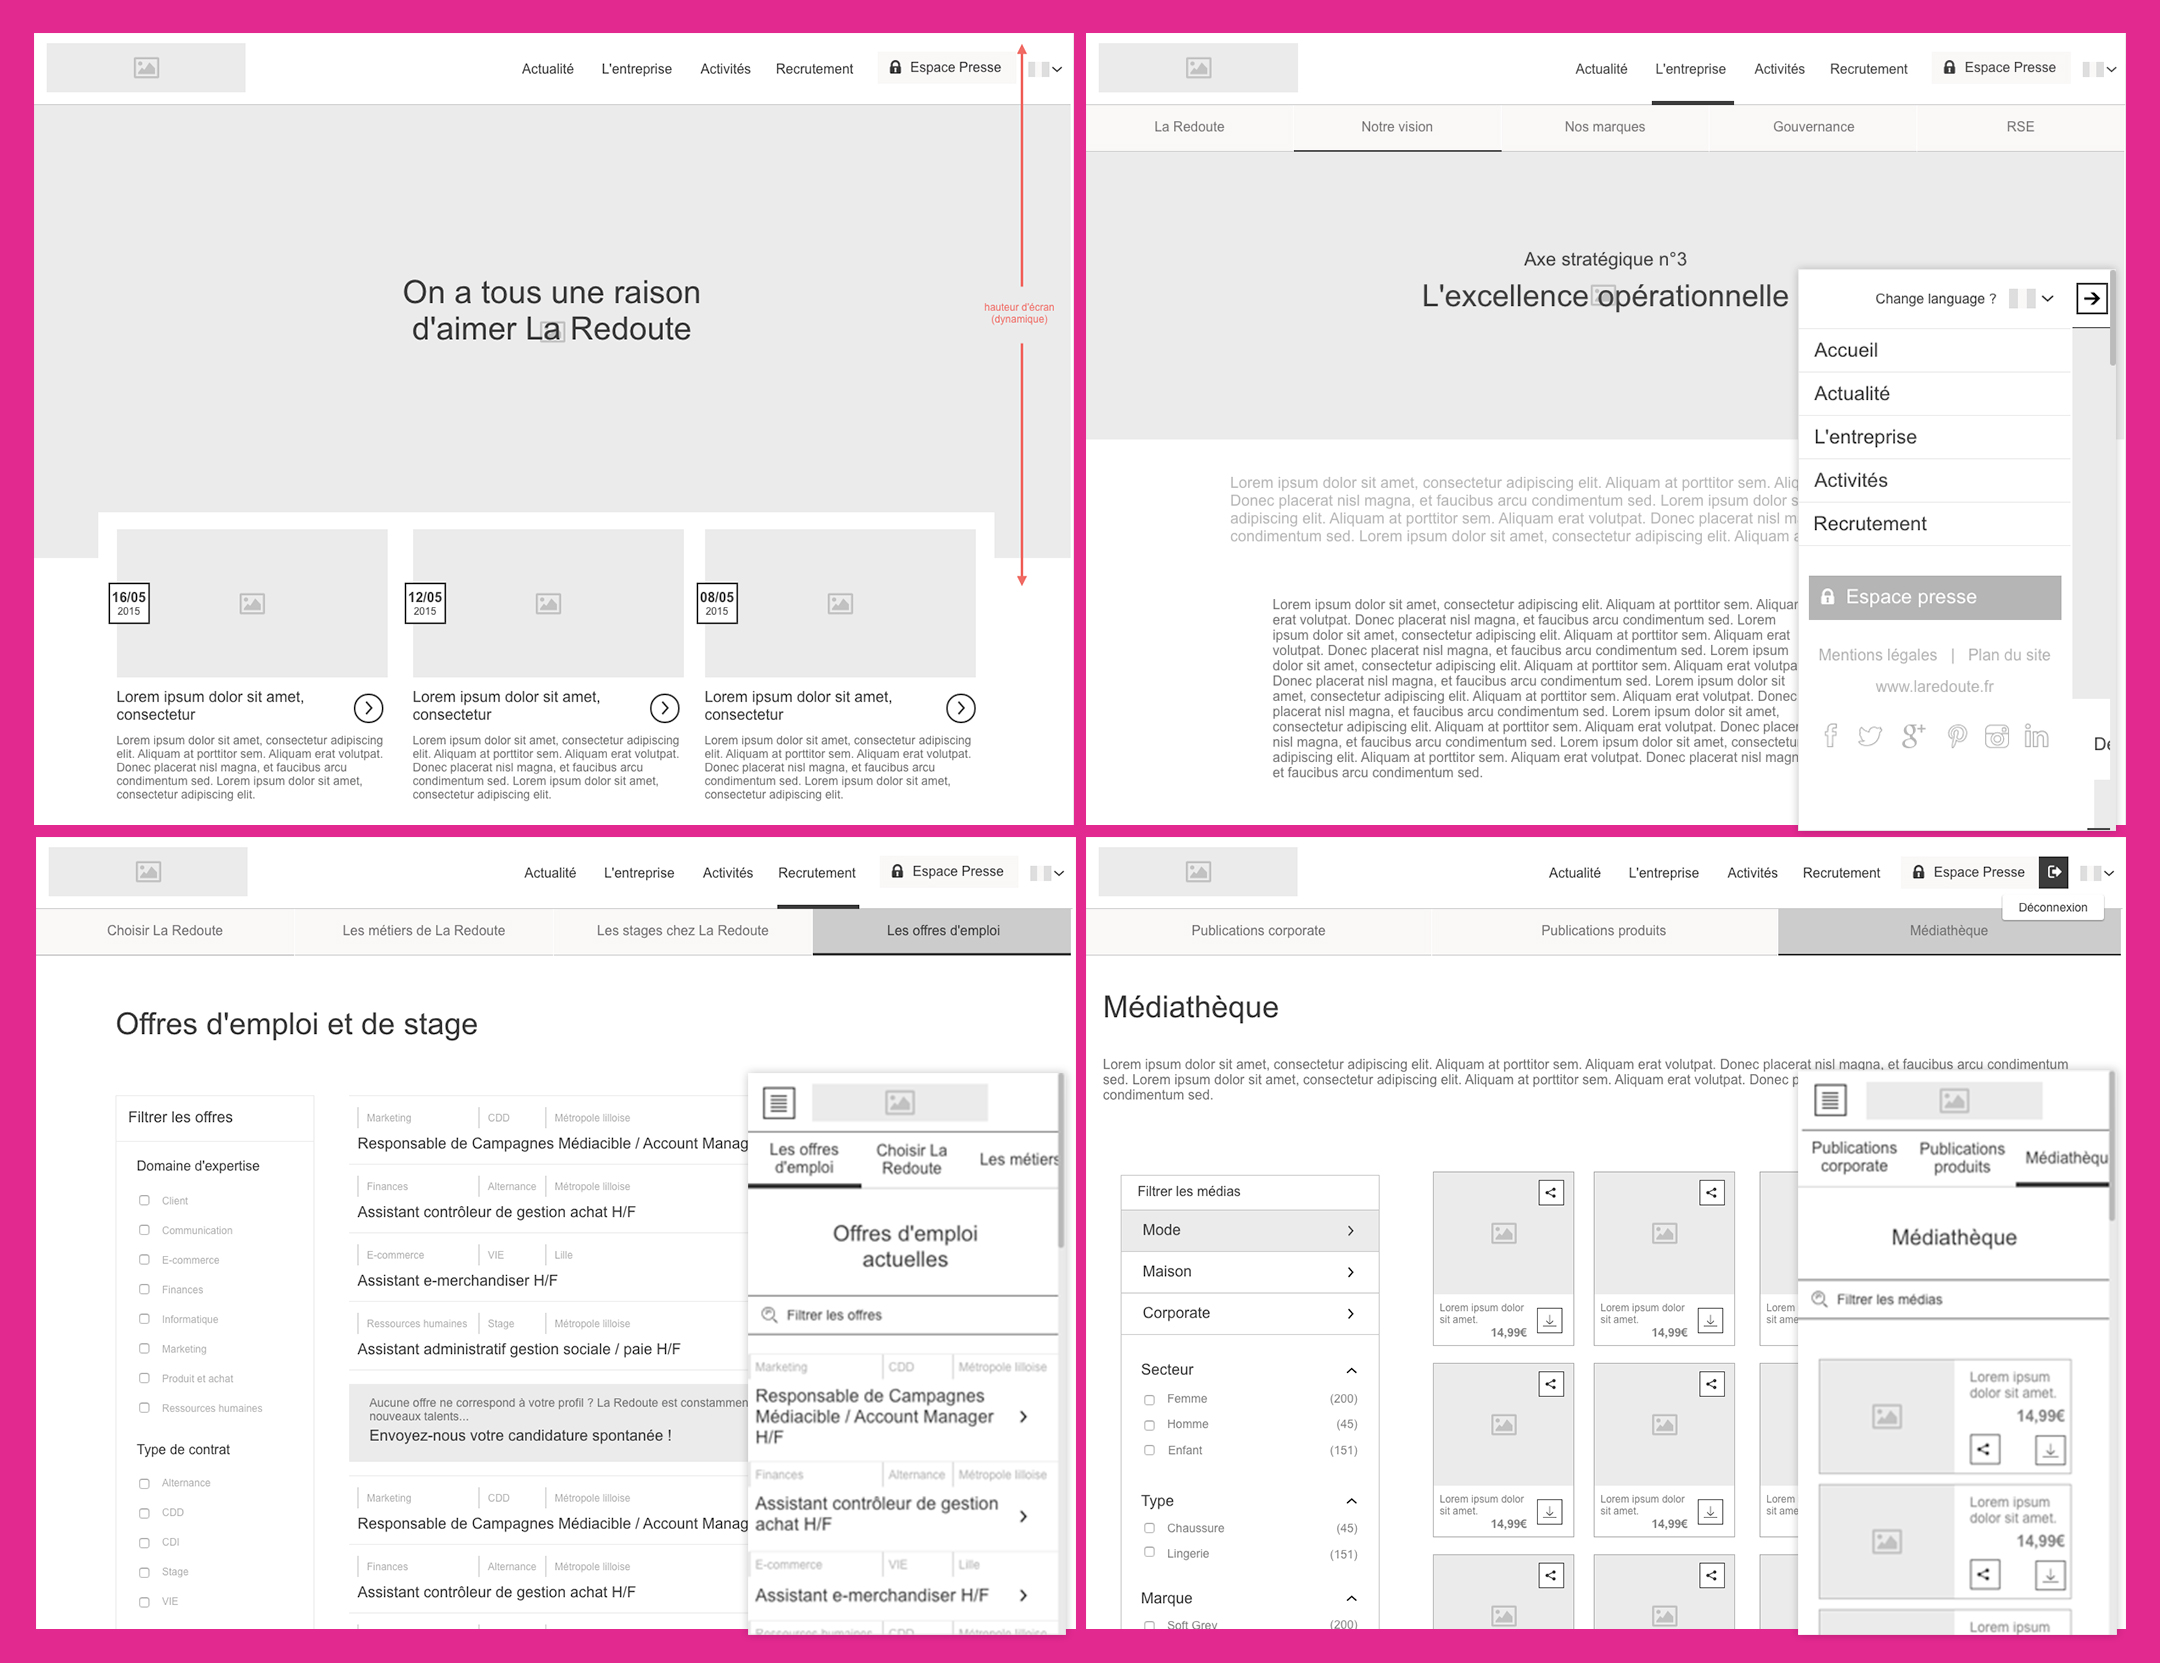 Actualité L'entreprise Activités Recrutement Espace Presse
On a tous une raison
d'aimer La Redoute
hauteur d'écran
(dynamique)
16/05
2015
12/05
2015
08/05
2015
Lorem ipsum dolor sit amet,
consectetur
Lorem ipsum dolor sit amet, consectetur adipiscing
elit. Aliquam at porttitor sem. Aliquam erat volutpat.
Donec placerat nisl magna, et faucibus arcu
condimentum sed. Lorem ipsum dolor sit amet,
consectetur adipiscing elit.
Lorem ipsum dolor sit amet,
consectetur
Lorem ipsum dolor sit amet, consectetur adipiscing
elit. Aliquam at porttitor sem. Aliquam erat volutpat.
Donec placerat nisl magna, et faucibus arcu
condimentum sed. Lorem ipsum dolor sit amet,
consectetur adipiscing elit.
Lorem ipsum dolor sit amet,
consectetur
Lorem ipsum dolor sit amet, consectetur adipiscing
elit. Aliquam at porttitor sem. Aliquam erat volutpat.
Donec placerat nisl magna, et faucibus arcu
condimentum sed. Lorem ipsum dolor sit amet,
consectetur adipiscing elit.
Actualité L'entreprise Activités Recrutement Espace Presse
La Redoute Notre vision Nos marques Gouvernance RSE
Axe stratégique n°3
L'excellence opérationnelle
Lorem ipsum dolor sit amet, consectetur adipiscing elit. Aliquam at porttitor sem. Aliq
Donec placerat nisl magna, et faucibus arcu condimentum sed. Lorem ipsum dolor s
adipiscing elit. Aliquam at porttitor sem. Aliquam erat volutpat. Donec placerat nisl m
condimentum sed. Lorem ipsum dolor sit amet, consectetur adipiscing elit. Aliquam a
Lorem ipsum dolor sit amet, consectetur adipiscing elit. Aliquam at porttitor sem. Aliquar
erat volutpat. Donec placerat nisl magna, et faucibus arcu condimentum sed. Lorem
ipsum dolor sit amet, consectetur adipiscing elit. Aliquam at porttitor sem. Aliquam erat
volutpat. Donec placerat nisl magna, et faucibus arcu condimentum sed. Lorem ipsum
dolor sit amet, consectetur adipiscing elit. Aliquam at porttitor sem. Aliquam erat volutpa
Donec placerat nisl magna, et faucibus arcu condimentum sed. Lorem ipsum dolor sit
amet, consectetur adipiscing elit. Aliquam at porttitor sem. Aliquam erat volutpat. Donec
placerat nisl magna, et faucibus arcu condimentum sed. Lorem ipsum dolor sit amet,
consectetur adipiscing elit. Aliquam at porttitor sem. Aliquam erat volutpat. Donec placer
nisl magna, et faucibus arcu condimentum sed. Lorem ipsum dolor sit amet, consectetu
adipiscing elit. Aliquam at porttitor sem. Aliquam erat volutpat. Donec placerat nisl magn
et faucibus arcu condimentum sed.
Change language ?
Accueil
Actualité
L'entreprise
Activités
Recrutement
Espace presse
Mentions légales | Plan du site
www.laredoute.fr
De
Actualité L'entreprise Activités Recrutement Espace Presse
Choisir La Redoute Les métiers de La Redoute Les stages chez La Redoute Les offres d'emploi
Offres d'emploi et de stage
Filtrer les offres
Domaine d'expertise
Client
Communication
E-commerce
Finances
Informatique
Marketing
Produit et achat
Ressources humaines
Type de contrat
Alternance
CDD
CDI
Stage
VIE
Marketing CDD Métropole lilloise
Responsable de Campagnes Médiacible / Account Manag
Finances Alternance Métropole lilloise
Assistant contrôleur de gestion achat H/F
E-commerce VIE Lille
Assistant e-merchandiser H/F
Ressources humaines Stage Métropole lilloise
Assistant administratif gestion sociale / paie H/F
Aucune offre ne correspond à votre profil ? La Redoute est constammen
nouveaux talents...
Envoyez-nous votre candidature spontanée !
Marketing CDD Métropole lilloise
Responsable de Campagnes Médiacible / Account Manag
Finances Alternance Métropole lilloise
Assistant contrôleur de gestion achat H/F
Les offres
d'emploi
Choisir La
Redoute
Les métiers
Offres d'emploi
actuelles
Filtrer les offres
Marketing CDD Métropole lilloise
Responsable de Campagnes
Médiacible / Account Manager
H/F
Finances Alternance Métropole lilloise
Assistant contrôleur de gestion
achat H/F
E-commerce VIE Lille
Assistant e-merchandiser H/F
Ressources humaines CDD Métropole lilloise
Actualité L'entreprise Activités Recrutement Espace Presse
Déconnexion
Publications corporate Publications produits Médiathèque
Médiathèque
Lorem ipsum dolor sit amet, consectetur adipiscing elit. Aliquam at porttitor sem. Aliquam erat volutpat. Donec placerat nisl magna, et faucibus arcu condimentum
sed. Lorem ipsum dolor sit amet, consectetur adipiscing elit. Aliquam at porttitor sem. Aliquam erat volutpat. Donec p
condimentum sed.
Filtrer les médias
Mode
Maison
Corporate
Secteur
Femme (200)
Homme (45)
Enfant (151)
Type
Chaussure (45)
Lingerie (151)
Marque
Soft Grey (200)
Lorem ipsum dolor
sit amet.
14,99€
Lorem ipsum dolor
sit amet.
14,99€
Lorem
sit ame
Lorem ipsum dolor
sit amet.
14,99€
Lorem ipsum dolor
sit amet.
14,99€
Lorem
sit ame
Publications
corporate
Publications
produits
Médiathèqu
Médiathèque
Filtrer les médias
Lorem ipsum
dolor sit amet.
14,99€
Lorem ipsum
dolor sit amet.
14,99€
Lorem ipsum